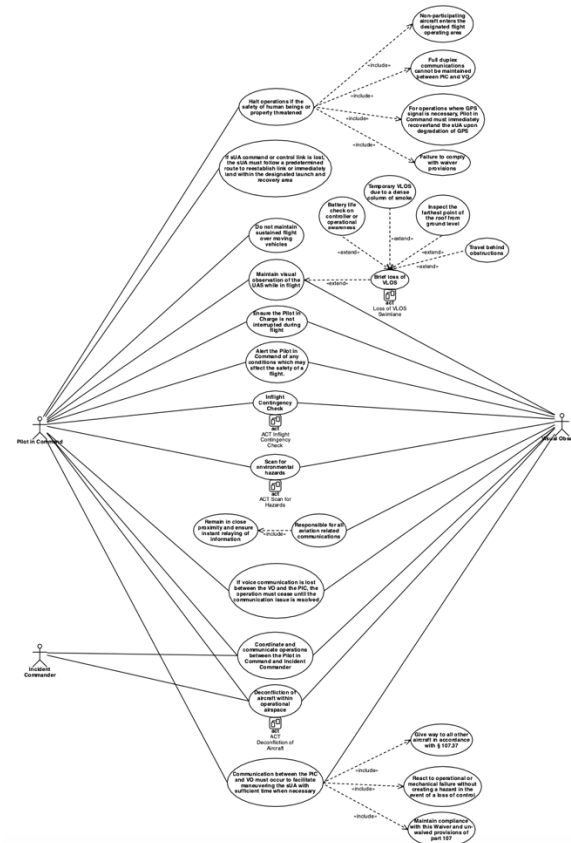 Non-participating
aircraft enters the
designated flight
operating area
«include»
Full duplex
communications
cannot be maintained
between PIC and VO
«include»
Halt operations if the
safety of human beings or
property threatened
For operations where GPS
signal is necessary, Pilot in
Command must immediately
recover/land the sUA upon
degradation of GPS
«include»
«include»
Failure to comply
with waiver
provisions
If sUA command or control link is lost,
the sUA must follow a predetermined
route to reestablish link or immediately
land within the designated launch and
recovery area
Temporary VLOS
due to a dense
column of smoke
Battery life
check on
controller or
operational
awareness
Inspect the
farthest point of
the roof from
ground level
Do not maintain
sustained flight
over moving
vehicles
Travel behind
obstructions
«extend»
«extend»
«extend»
«extend»
Maintain visual
observation of the
UAS while in flight
«extend»
Brief loss of
VLOS
act
Loss of VLOS
Swimlane
Ensure the Pilot in
Charge is not
interrupted during
flight
Alert the Pilot in
Command of any
conditions which may
affect the safety of a
flight.
Inflight
Contingency
Check
act
ACT Inflight
Contingency
Check
Pilot in Command
Visual Obse
Scan for
environmental
hazards
act
ACT Scan for
Hazards
Remain in close
proximity and ensure
instant relaying of
information
«include»
Responsible for all
aviation related
communications
If voice communication is lost
between the VO and the PIC, the
operation must cease until the
communication issue is resolved
Coordinate and
communicate operations
between the Pilot in
Command and Incident
Commander
Incident
Commander
Deconfliction of
aircraft within
operational
airspace
act
ACT
Deconfliction of
Aircraft
Give way to all other
aircraft in accordance
with § 107.37
«include»
Communication between the PIC
and VO must occur to facilitate
maneuvering the sUA with
sufficient time when necessary
«include»
React to operational or
mechanical failure without
creating a hazard in the
event of a loss of control
«include»
Maintain compliance
with this Waiver and un-
waived provisions of
part 107